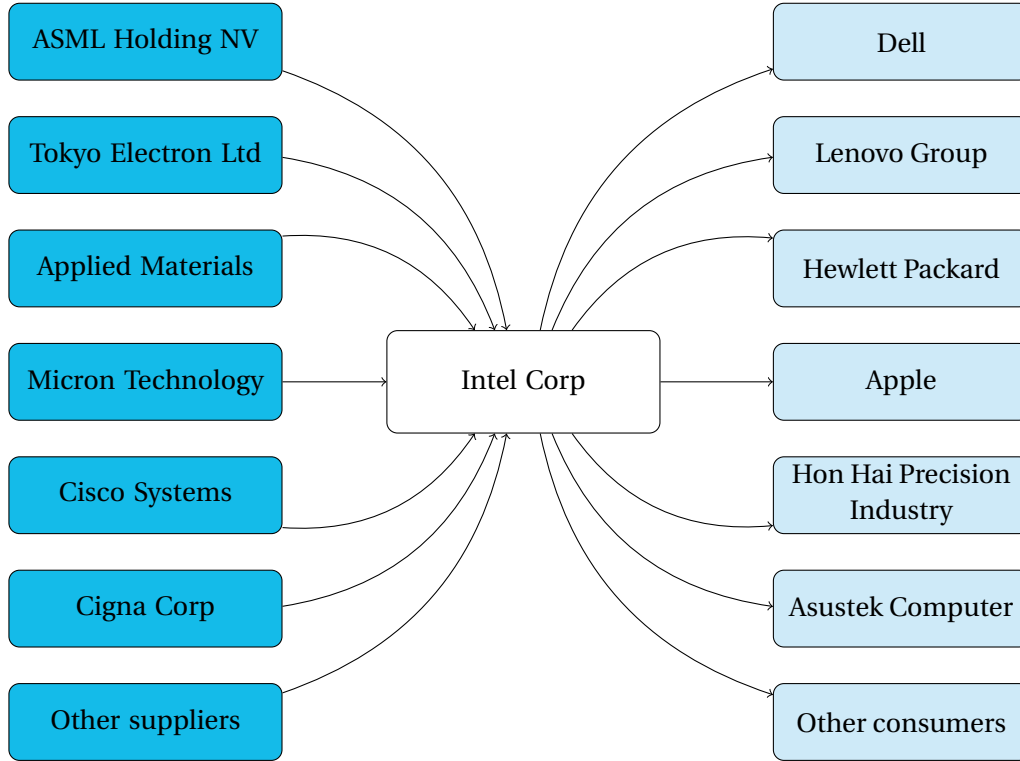 ASML Holding NV
Tokyo Electron Ltd
Applied Materials
Micron Technology
Cisco Systems
Cigna Corp
Other suppliers
Intel Corp
Dell
Lenovo Group
Hewlett Packard
Apple
Hon Hai Precision
Industry
Asustek Computer
Other consumers